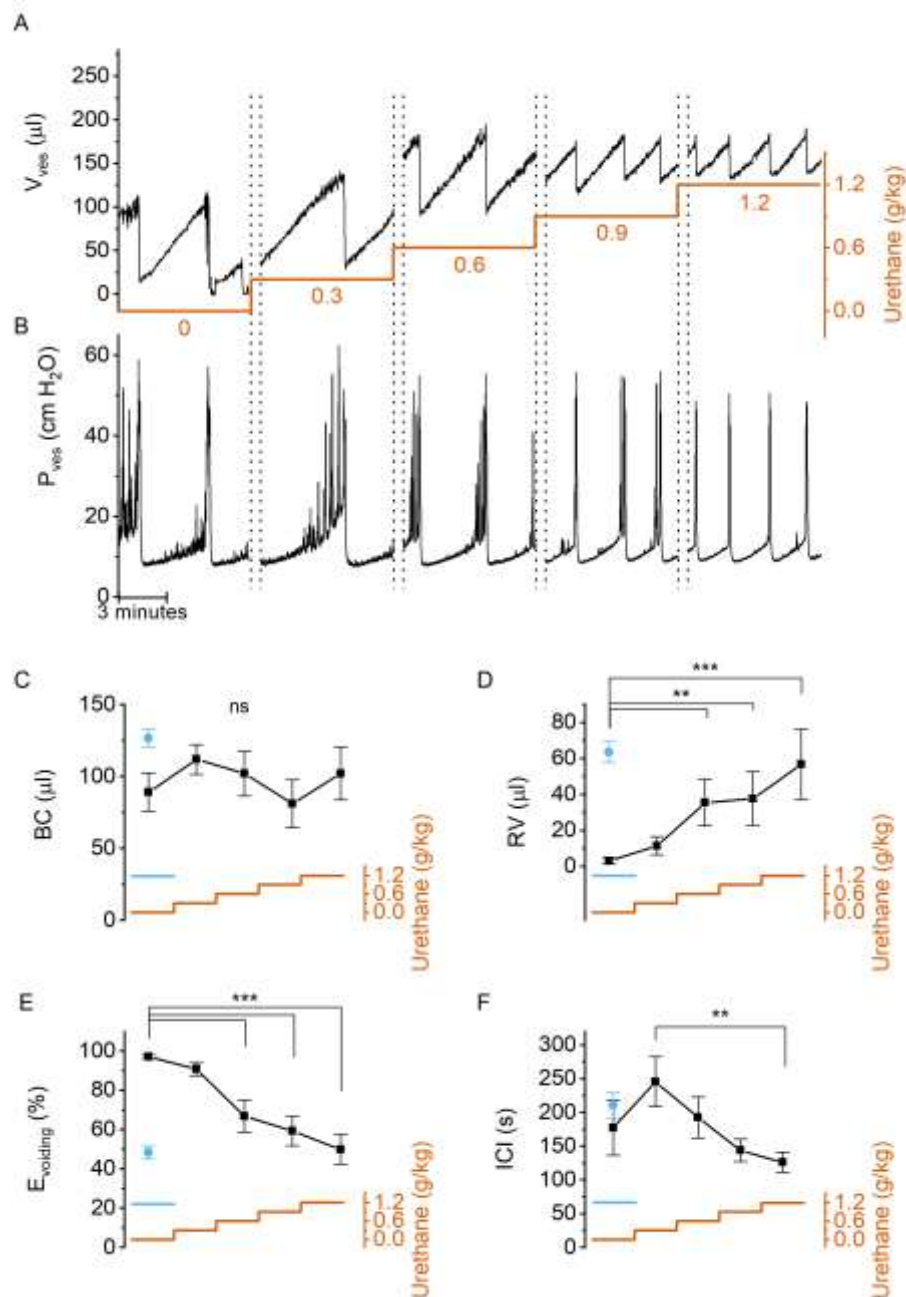 A
V_ves (µl)
250
200
150
100
50
0
0
0.3
0.6
0.9
1.2
1.2
0.6
0.0
Urethane (g/kg)
B
P_ves (cm H₂O)
60
40
20
0
3 minutes
C
BC (µl)
150
100
50
0
ns
1.2
0.6
0.0
Urethane (g/kg)
D
RV (µl)
80
60
40
20
0
***
**
1.2
0.6
0.0
Urethane (g/kg)
E
E_voiding (%)
100
80
60
40
20
0
***
1.2
0.6
0.0
Urethane (g/kg)
F
ICI (s)
300
250
200
150
100
50
0
**
1.2
0.6
0.0
Urethane (g/kg)